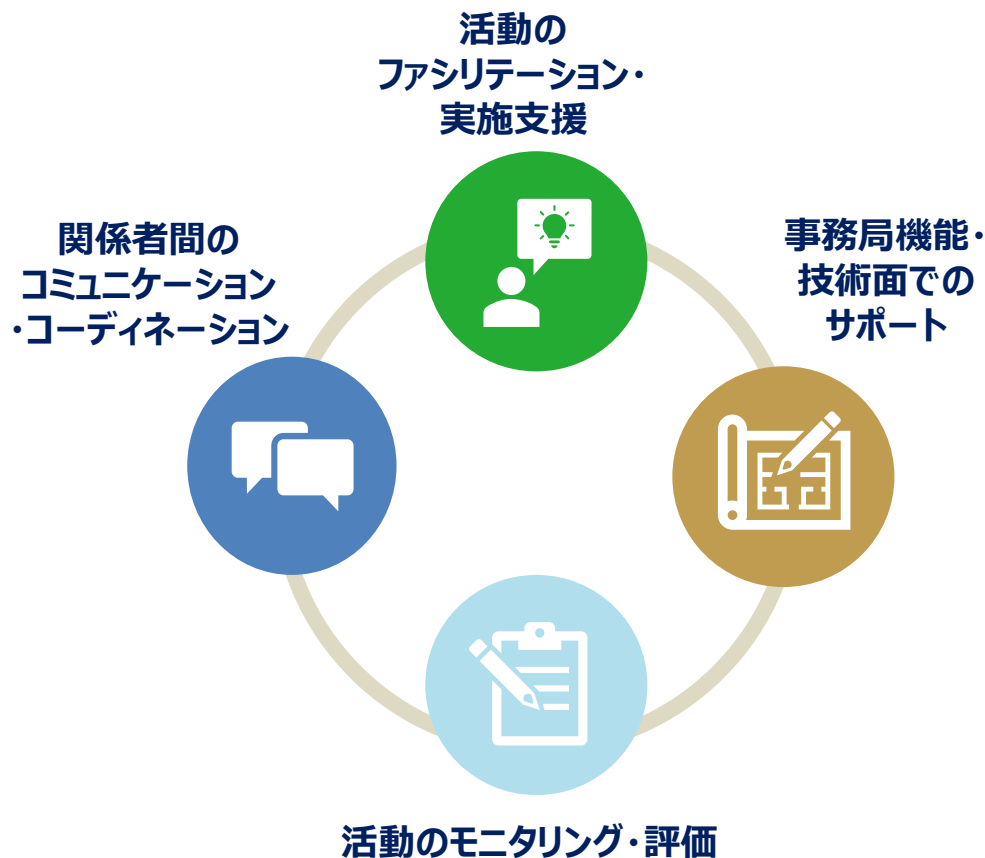 活動の
ファシリテーション・
実施支援
関係者間の
コミュニケーション
・コーディネーション
事務局機能・
技術面での
サポート
活動のモニタリング・評価